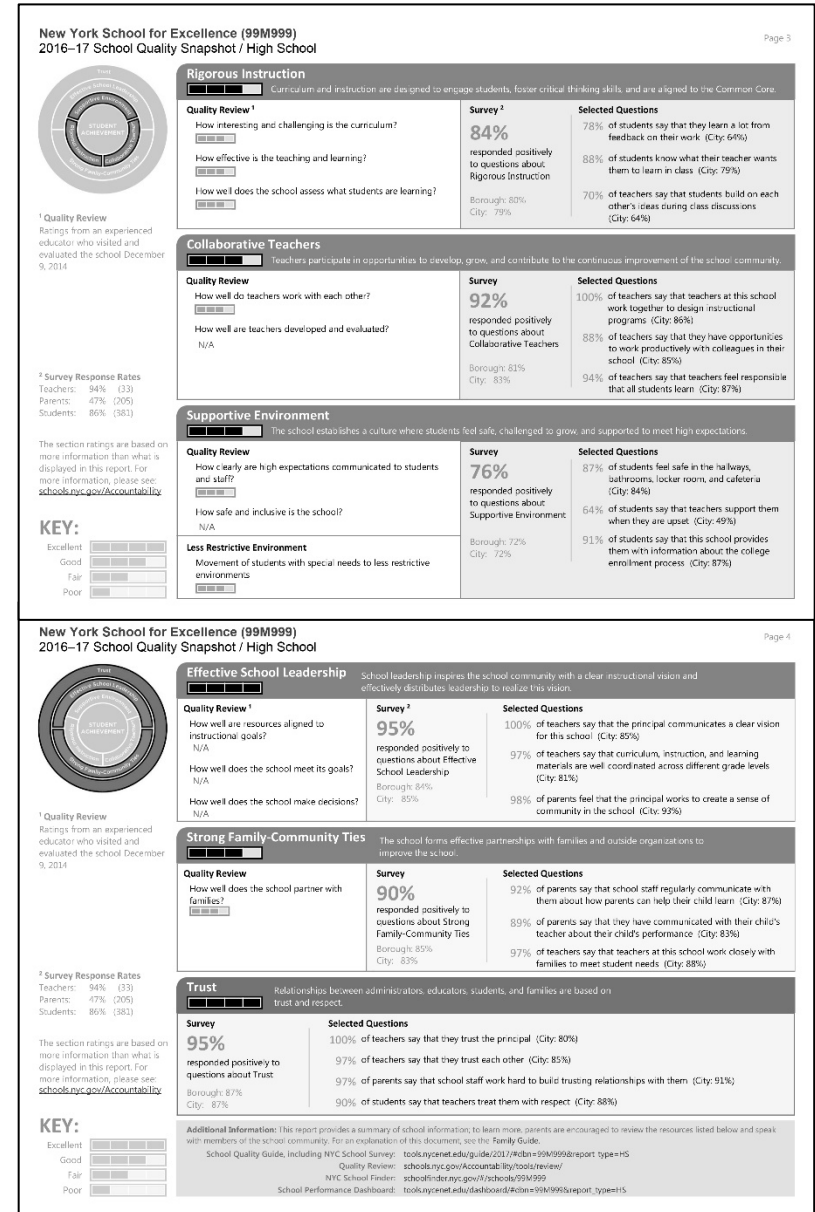 New York School for Excellence (99M999)
2016–17 School Quality Snapshot / High School
Page 3
Trust
Effective School Leadership
Supportive Environment
STUDENT
ACHIEVEMENT
Strong Family-Community Ties
¹ Quality Review
Ratings from an experienced
educator who visited and
evaluated the school December
9, 2014
² Survey Response Rates
Teachers: 94% (33)
Parents: 47% (205)
Students: 86% (381)
The section ratings are based on
more information than what is
displayed in this report. For
more information, please see:
schools.nyc.gov/Accountability
KEY:
Excellent
Good
Fair
Poor
Rigorous Instruction
Curriculum and instruction are designed to engage students, foster critical thinking skills, and are aligned to the Common Core.
Quality Review ¹
How interesting and challenging is the curriculum?
How effective is the teaching and learning?
How well does the school assess what students are learning?
Survey ²
84%
responded positively
to questions about
Rigorous Instruction
Borough: 80%
City: 79%
Selected Questions
78% of students say that they learn a lot from
feedback on their work (City: 64%)
88% of students know what their teacher wants
them to learn in class (City: 79%)
70% of teachers say that students build on each
other's ideas during class discussions
(City: 64%)
Collaborative Teachers
Teachers participate in opportunities to develop, grow, and contribute to the continuous improvement of the school community.
Quality Review
How well do teachers work with each other?
How well are teachers developed and evaluated?
N/A
Survey
92%
responded positively
to questions about
Collaborative Teachers
Borough: 81%
City: 83%
Selected Questions
100% of teachers say that teachers at this school
work together to design instructional
programs (City: 86%)
88% of teachers say that they have opportunities
to work productively with colleagues in their
school (City: 85%)
94% of teachers say that teachers feel responsible
that all students learn (City: 87%)
Supportive Environment
The school establishes a culture where students feel safe, challenged to grow, and supported to meet high expectations.
Quality Review
How clearly are high expectations communicated to students
and staff?
How safe and inclusive is the school?
N/A
Less Restrictive Environment
Movement of students with special needs to less restrictive
environments
Survey
76%
responded positively
to questions about
Supportive Environment
Borough: 72%
City: 72%
Selected Questions
87% of students feel safe in the hallways,
bathrooms, locker room, and cafeteria
(City: 84%)
64% of students say that teachers support them
when they are upset (City: 49%)
91% of students say that this school provides
them with information about the college
enrollment process (City: 87%)
New York School for Excellence (99M999)
2016–17 School Quality Snapshot / High School
Page 4
Trust
Effective School Leadership
Supportive Environment
STUDENT
ACHIEVEMENT
Strong Family-Community Ties
¹ Quality Review
Ratings from an experienced
educator who visited and
evaluated the school December
9, 2014
² Survey Response Rates
Teachers: 94% (33)
Parents: 47% (205)
Students: 86% (381)
The section ratings are based on
more information than what is
displayed in this report. For
more information, please see:
schools.nyc.gov/Accountability
KEY:
Excellent
Good
Fair
Poor
Effective School Leadership
School leadership inspires the school community with a clear instructional vision and
effectively distributes leadership to realize this vision.
Quality Review ¹
How well are resources aligned to
instructional goals?
N/A
How well does the school meet its goals?
N/A
How well does the school make decisions?
N/A
Survey ²
95%
responded positively to
questions about Effective
School Leadership
Borough: 84%
City: 85%
Selected Questions
100% of teachers say that the principal communicates a clear vision
for this school (City: 85%)
97% of teachers say that curriculum, instruction, and learning
materials are well coordinated across different grade levels
(City: 81%)
98% of parents feel that the principal works to create a sense of
community in the school (City: 93%)
Strong Family-Community Ties
The school forms effective partnerships with families and outside organizations to
improve the school.
Quality Review
How well does the school partner with
families?
Survey
90%
responded positively to
questions about Strong
Family-Community Ties
Borough: 85%
City: 83%
Selected Questions
92% of parents say that school staff regularly communicate with
them about how parents can help their child learn (City: 87%)
89% of parents say that they have communicated with their child's
teacher about their child's performance (City: 83%)
97% of teachers say that teachers at this school work closely with
families to meet student needs (City: 88%)
Trust
Relationships between administrators, educators, students, and families are based on
trust and respect.
Survey
95%
responded positively to
questions about Trust
Borough: 87%
City: 87%
Selected Questions
100% of teachers say that they trust the principal (City: 80%)
97% of teachers say that they trust each other (City: 85%)
97% of parents say that school staff work hard to build trusting relationships with them (City: 91%)
90% of students say that teachers treat them with respect (City: 88%)
Additional Information: This report provides a summary of school information; to learn more, parents are encouraged to review the resources listed below and speak
with members of the school community. For an explanation of this document, see the Family Guide.
School Quality Guide, including NYC School Survey: tools.nycenet.edu/guide/2017/#dbn=99M999&report_type=HS
Quality Review: schools.nyc.gov/Accountability/tools/review/
NYC School Finder: schoolfinder.nyc.gov/#/schools/99M999
School Performance Dashboard: tools.nycenet.edu/dashboard/#dbn=99M999&report_type=HS